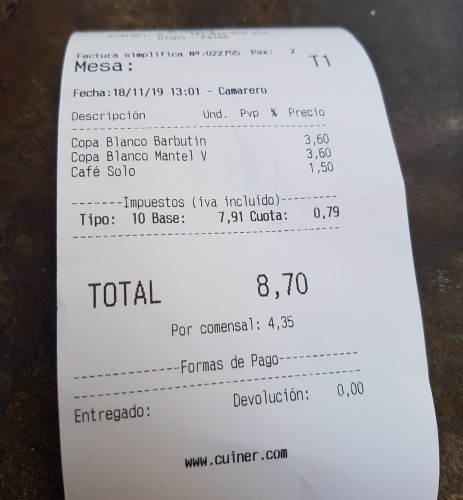 Factura simplifica Nº:022755 Pax: 2
Mesa: T1
Fecha:18/11/19 13:01 - Camarero
Descripción Und. Pvp % Precio
Copa Blanco Barbutin 3,60
Copa Blanco Mantel V 3,60
Café Solo 1,50
-------Impuestos (iva incluido)-------
Tipo: 10 Base: 7,91 Cuota: 0,79
TOTAL 8,70
Por comensal: 4,35
--------------Formas de Pago-----------
Entregado: Devolución: 0,00
www.cuiner.com